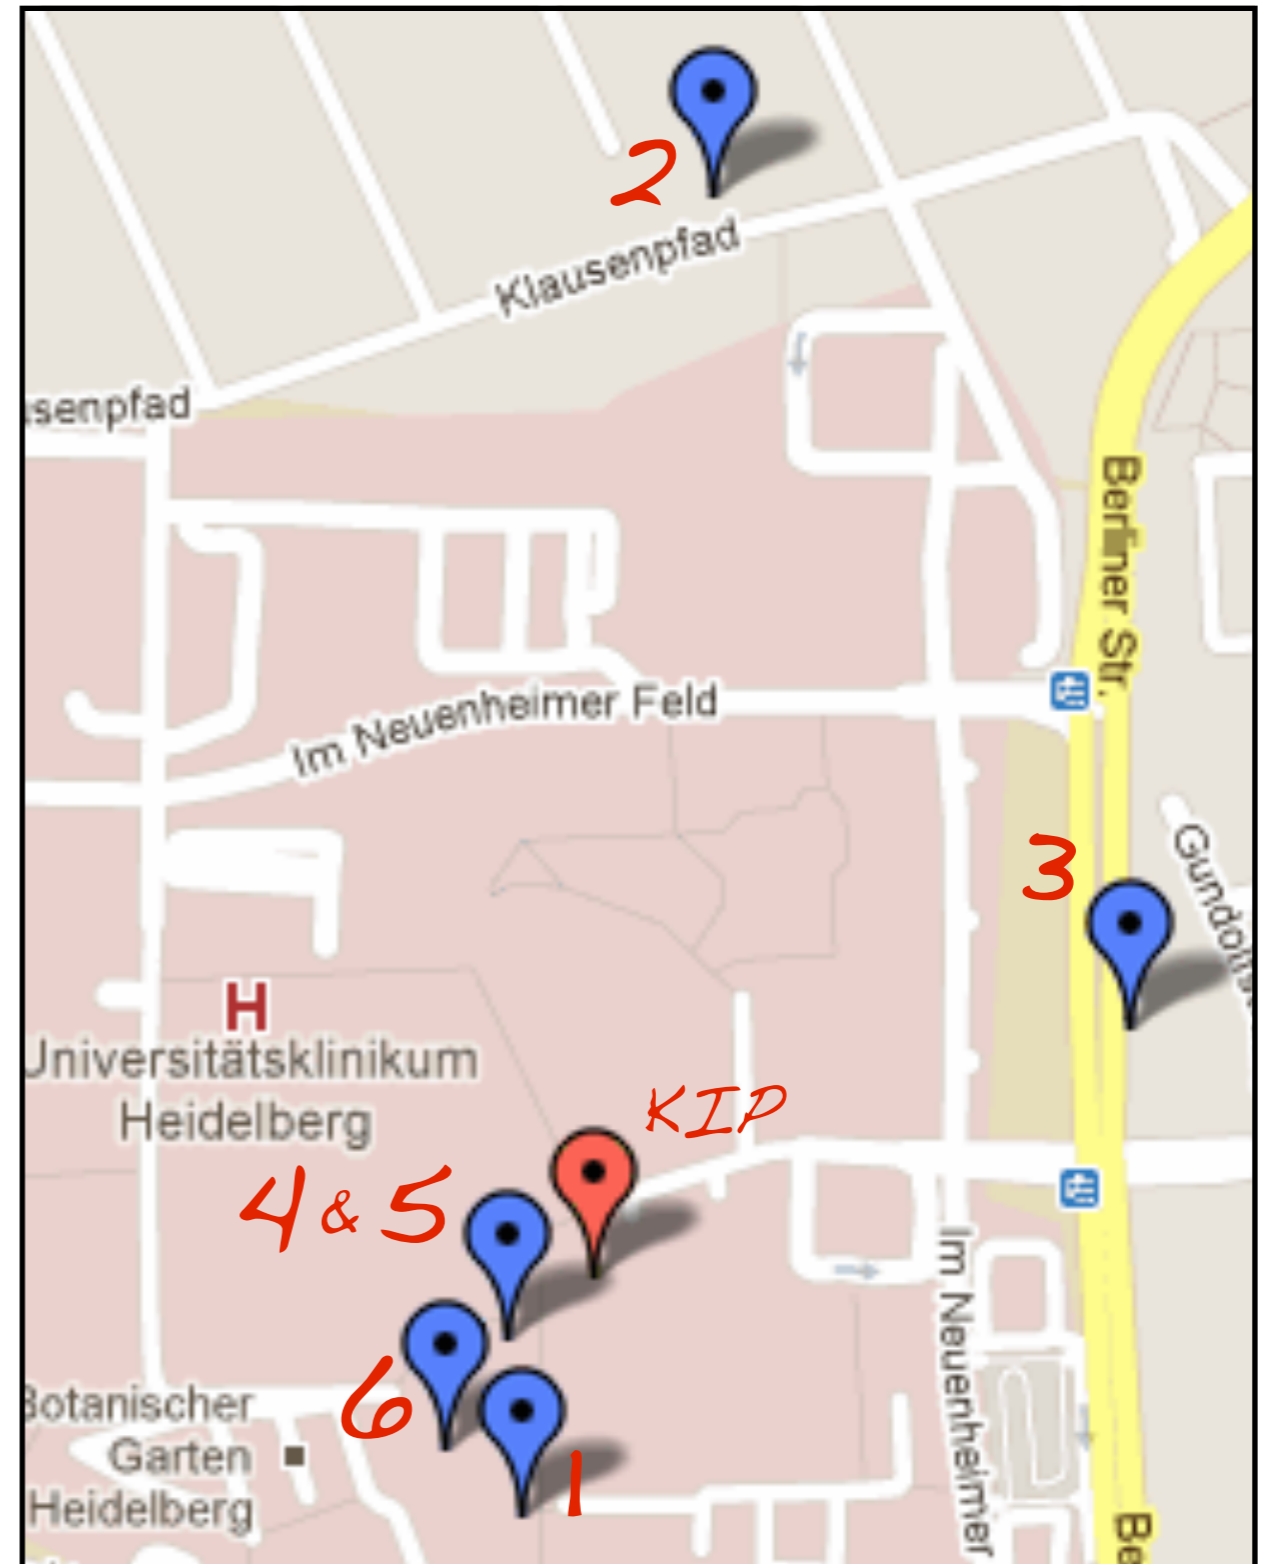 2
Klausenpfad
senpfad
Berliner Str.
Im Neuenheimer Feld
3
H
Universitätsklinikum
Heidelberg
KIP
4 & 5
6
Botanischer
Garten
Heidelberg
1
Im Neuenheimer
Be